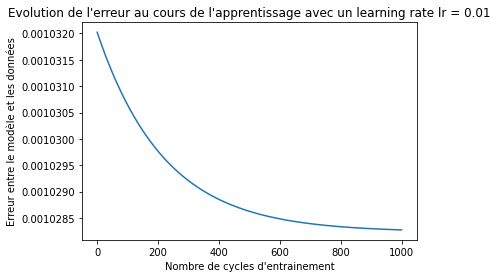 Evolution de l'erreur au cours de l'apprentissage avec un learning rate lr = 0.01
0.0010320
0.0010315
0.0010310
0.0010305
0.0010300
0.0010295
0.0010290
0.0010285
Erreur entre le modèle et les données
0 200 400 600 800 1000
Nombre de cycles d'entrainement